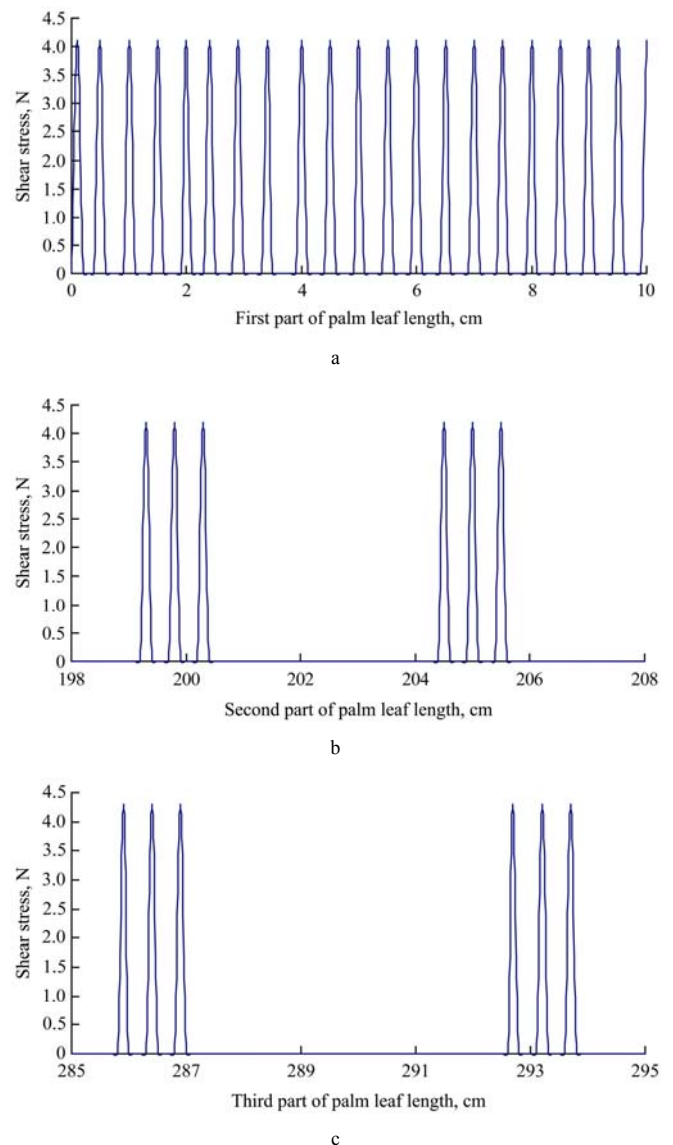 4.5
4.0
3.5
3.0
2.5
2.0
1.5
1.0
0.5
0
Shear stress, N
0 2 4 6 8 10
First part of palm leaf length, cm
a
4.5
4.0
3.5
3.0
2.5
2.0
1.5
1.0
0.5
0
Shear stress, N
198 200 202 204 206 208
Second part of palm leaf length, cm
b
4.5
4.0
3.5
3.0
2.5
2.0
1.5
1.0
0.5
0
Shear stress, N
285 287 289 291 293 295
Third part of palm leaf length, cm
c